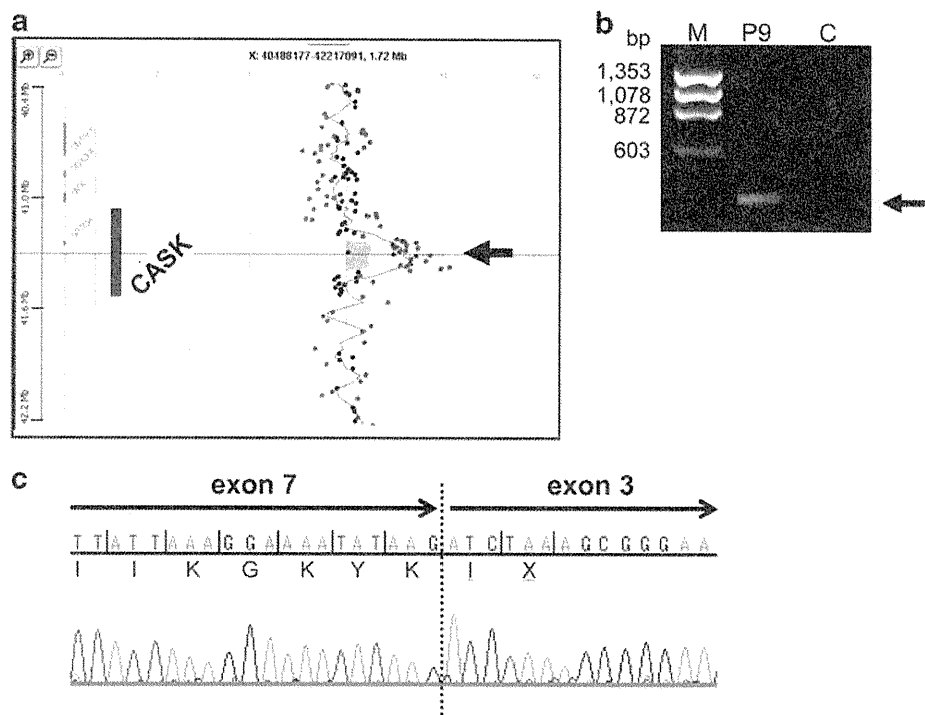 a
X: 40488177-42217091, 1.72 Mb
40.4 Mb
41.0 Mb
41.6 Mb
42.2 Mb
CASK
b
bp M P9 C
1,353
1,078
872
603
c
exon 7 exon 3
T T A T T A A A G G A A A A T A T A A G A T C T A A A G C G G G A A
I I K G K Y K I X